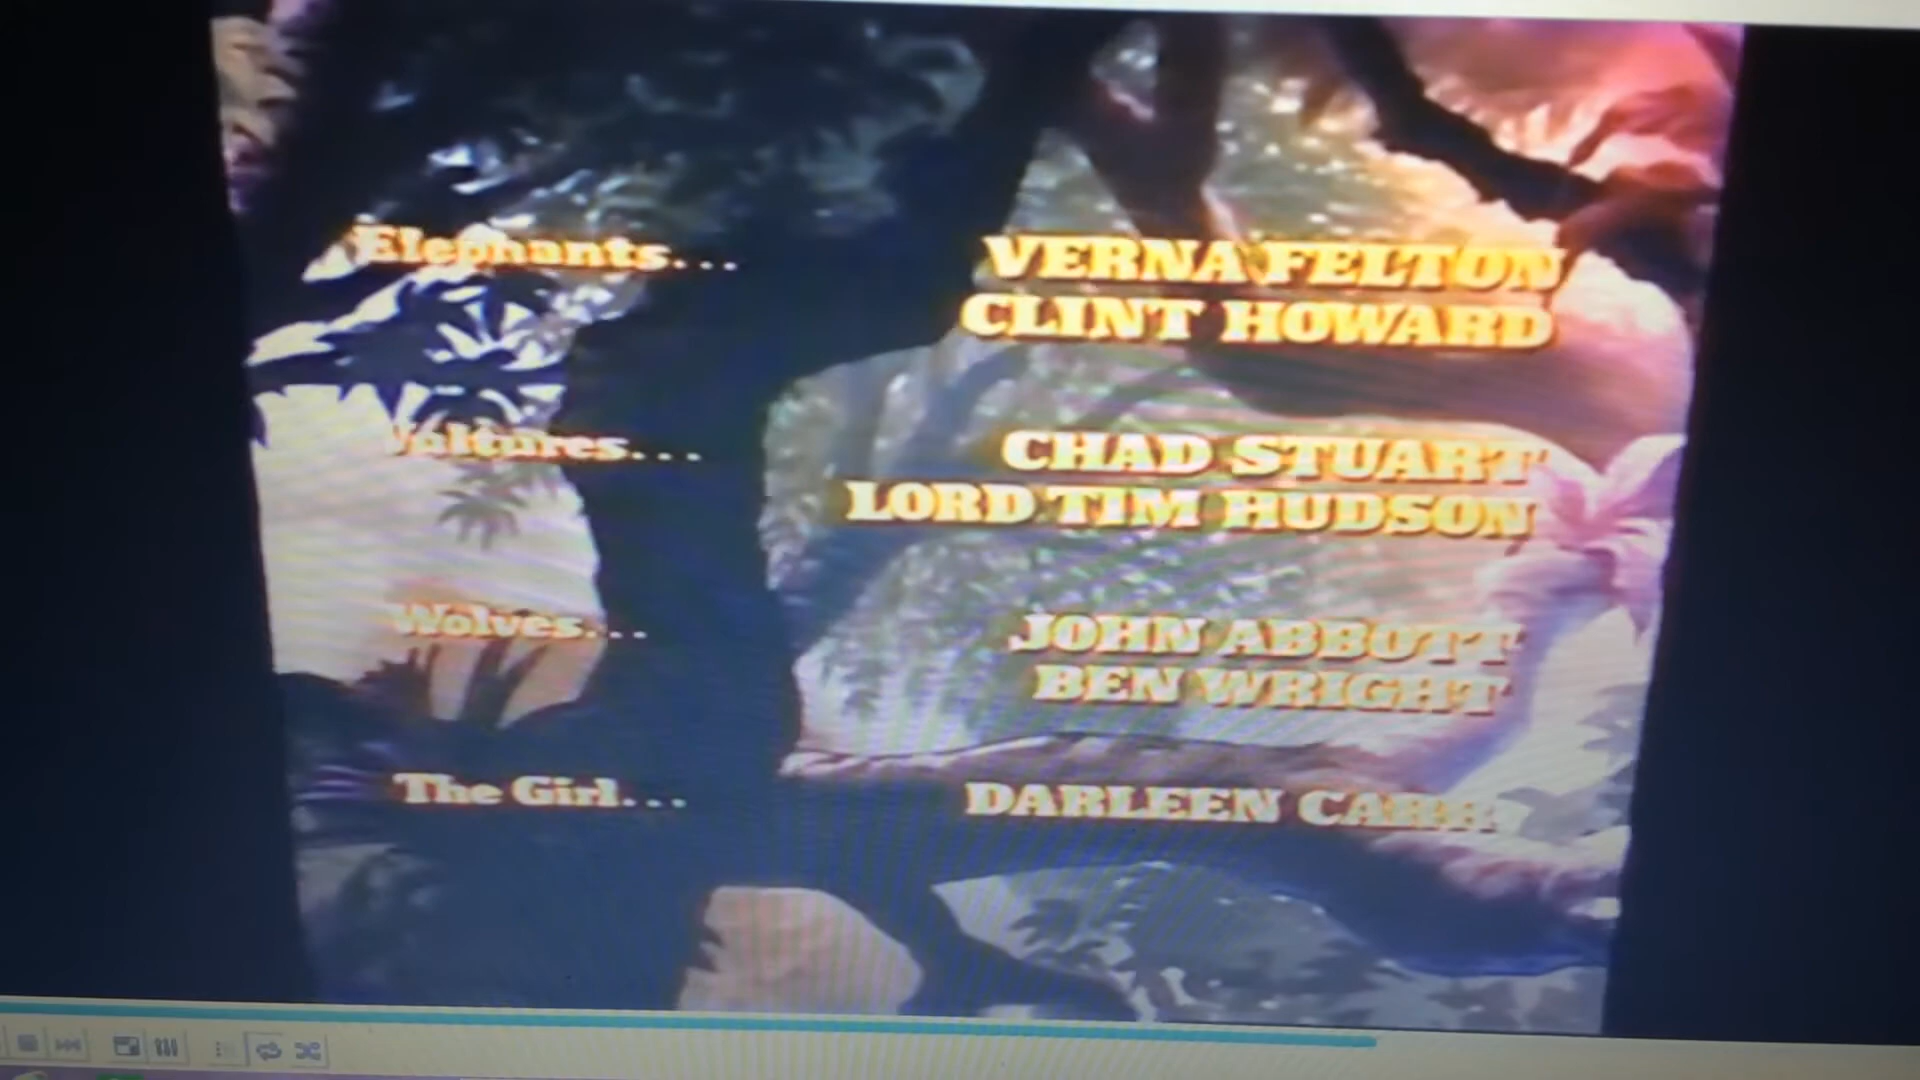 Elephants... VERNA FELTON
CLINT HOWARD
Vultures... CHAD STUART
LORD TIM HUDSON
Wolves... JOHN ABBOTT
BEN WRIGHT
The Girl... DARLEEN CARR